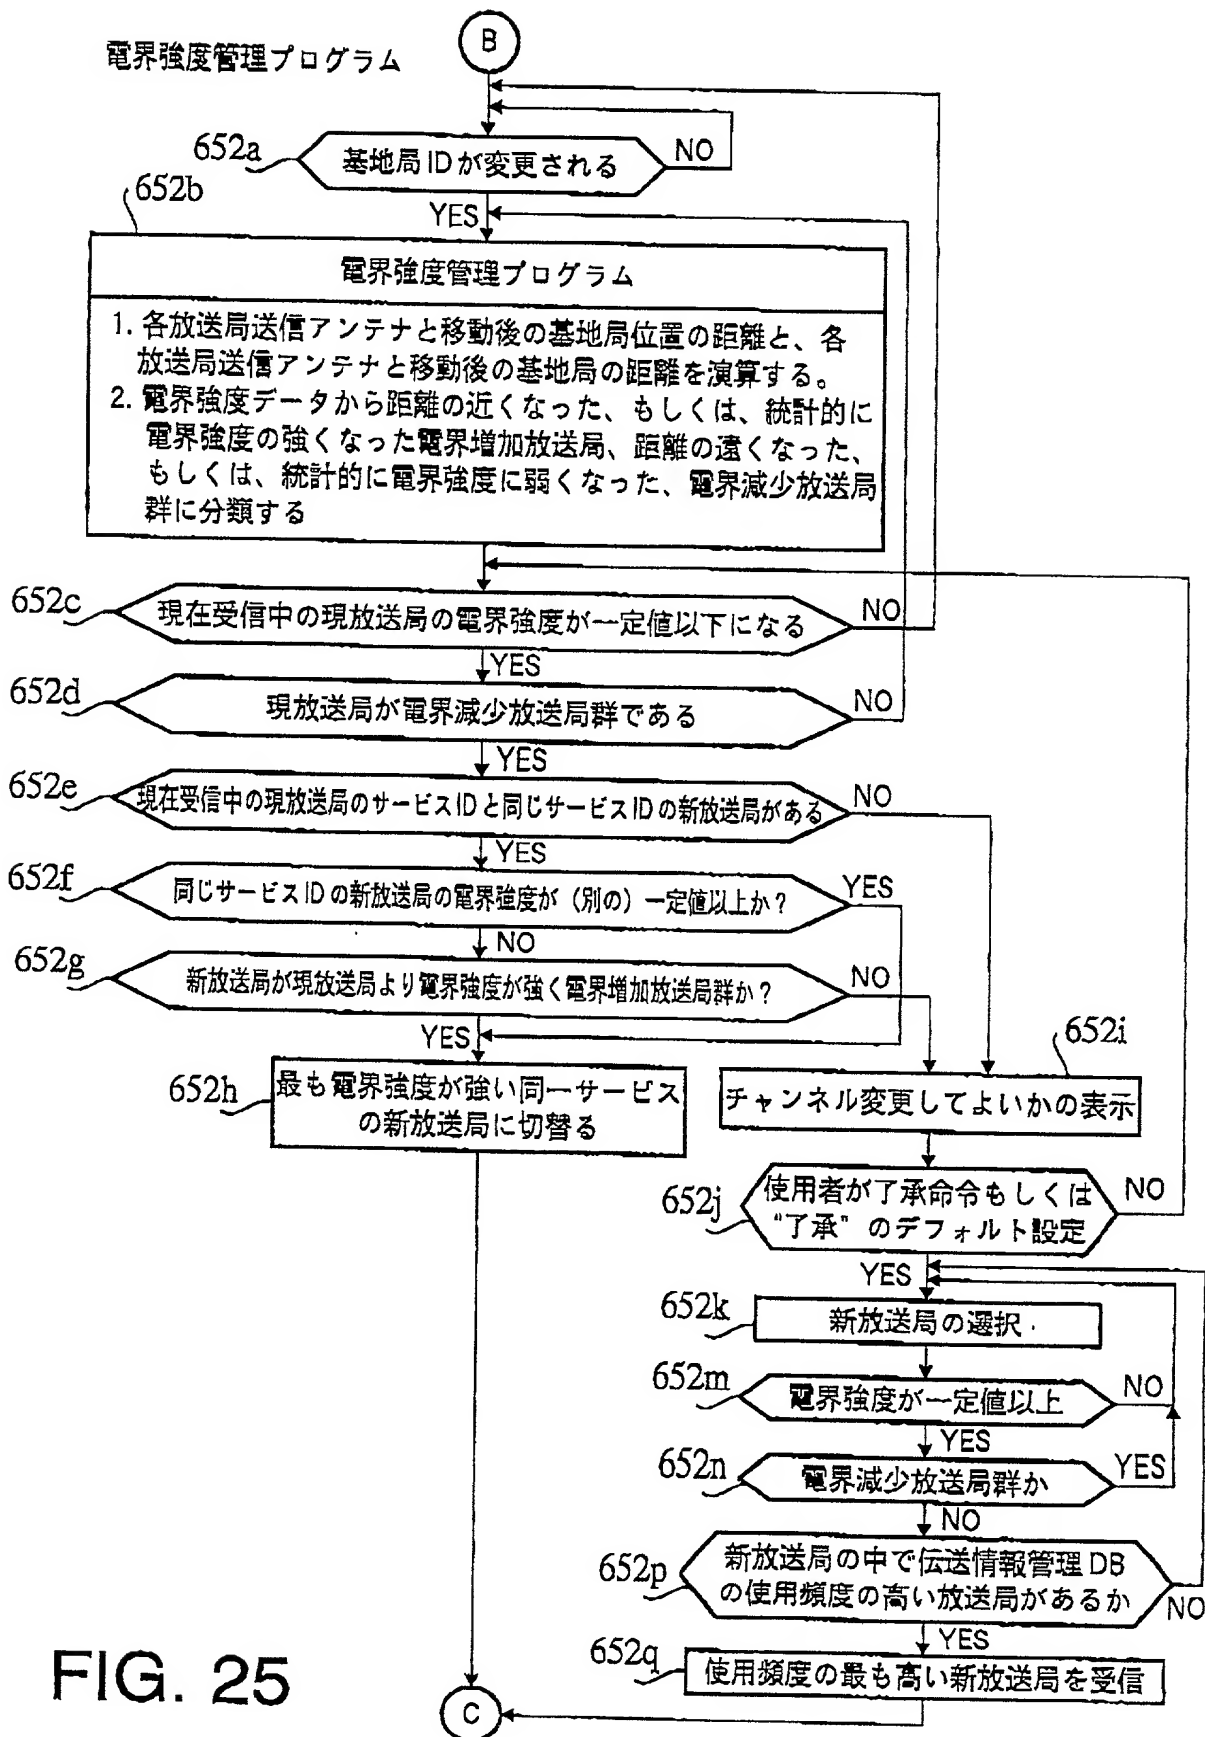 B
電界強度管理プログラム
652a
基地局IDが変更される
NO
652b
YES
電界強度管理プログラム
1. 各放送局送信アンテナと移動後の基地局位置の距離と、各
放送局送信アンテナと移動後の基地局の距離を演算する。
2. 電界強度データから距離の近くなった、もしくは、統計的に
電界強度の強くなった電界増加放送局、距離の遠くなった、
もしくは、統計的に電界強度に弱くなった、電界減少放送局
群に分類する
652c
現在受信中の現放送局の電界強度が一定値以下になる
NO
YES
652d
現放送局が電界減少放送局群である
NO
YES
652e
現在受信中の現放送局のサービスIDと同じサービスIDの新放送局がある
NO
YES
652f
同じサービスIDの新放送局の電界強度が（別の）一定値以上か？
YES
NO
652g
新放送局が現放送局より電界強度が強く電界増加放送局群か？
NO
YES
652h
最も電界強度が強い同一サービス
の新放送局に切替る
652i
チャンネル変更してよいかの表示
652j
使用者が了承命令もしくは
“了承”のデフォルト設定
NO
YES
652k
新放送局の選択
652m
電界強度が一定値以上
NO
YES
652n
電界減少放送局群か
YES
NO
652p
新放送局の中で伝送情報管理DB
の使用頻度の高い放送局があるか
NO
YES
652q
使用頻度の最も高い新放送局を受信
FIG. 25
C